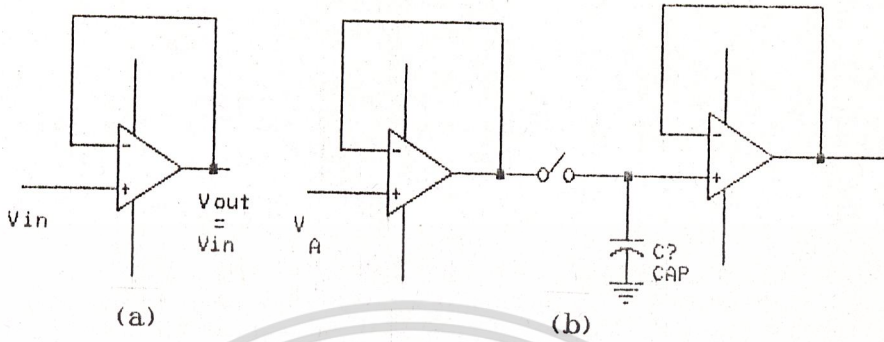 -
+
Vin
Vout
=
Vin
(a)
-
+
V
A
C?
CAP
-
+
(b)